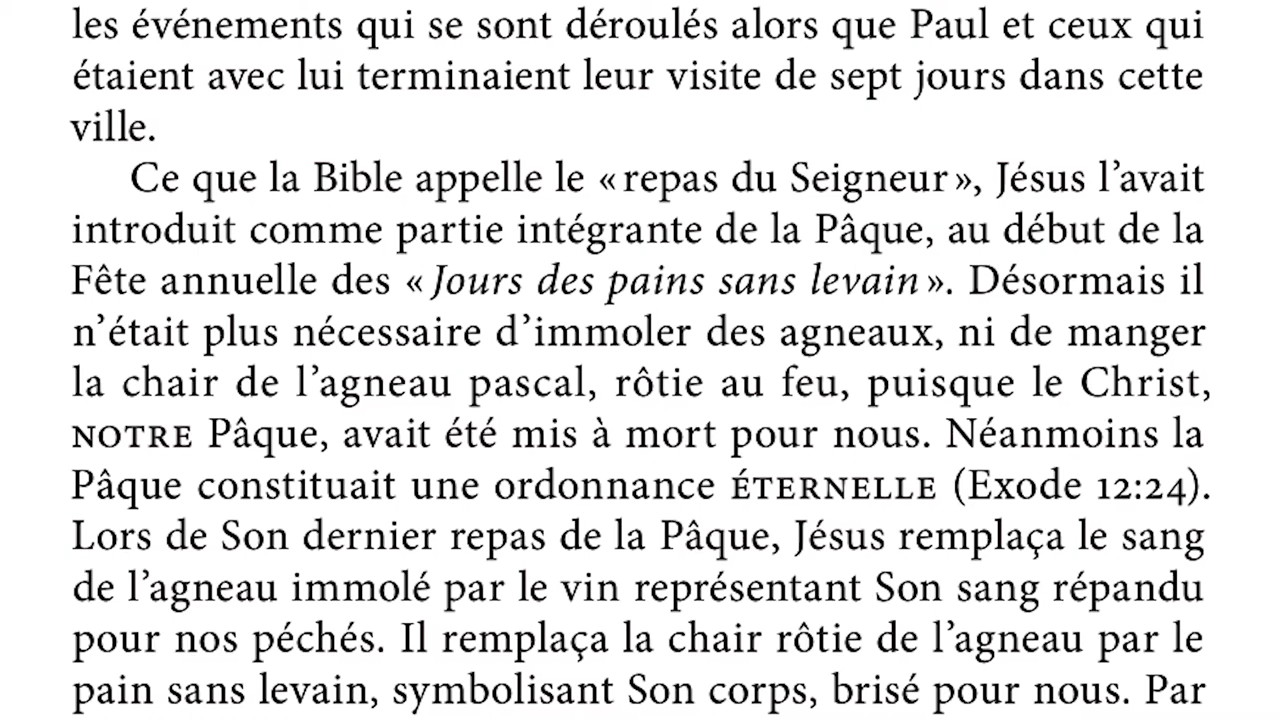 les événements qui se sont déroulés alors que Paul et ceux qui
étaient avec lui terminaient leur visite de sept jours dans cette
ville.
Ce que la Bible appelle le « repas du Seigneur », Jésus l’avait
introduit comme partie intégrante de la Pâque, au début de la
Fête annuelle des « Jours des pains sans levain ». Désormais il
n’était plus nécessaire d’immoler des agneaux, ni de manger
la chair de l’agneau pascal, rôtie au feu, puisque le Christ,
NOTRE Pâque, avait été mis à mort pour nous. Néanmoins la
Pâque constituait une ordonnance ÉTERNELLE (Exode 12:24).
Lors de Son dernier repas de la Pâque, Jésus remplaça le sang
de l’agneau immolé par le vin représentant Son sang répandu
pour nos péchés. Il remplaça la chair rôtie de l’agneau par le
pain sans levain, symbolisant Son corps, brisé pour nous. Par